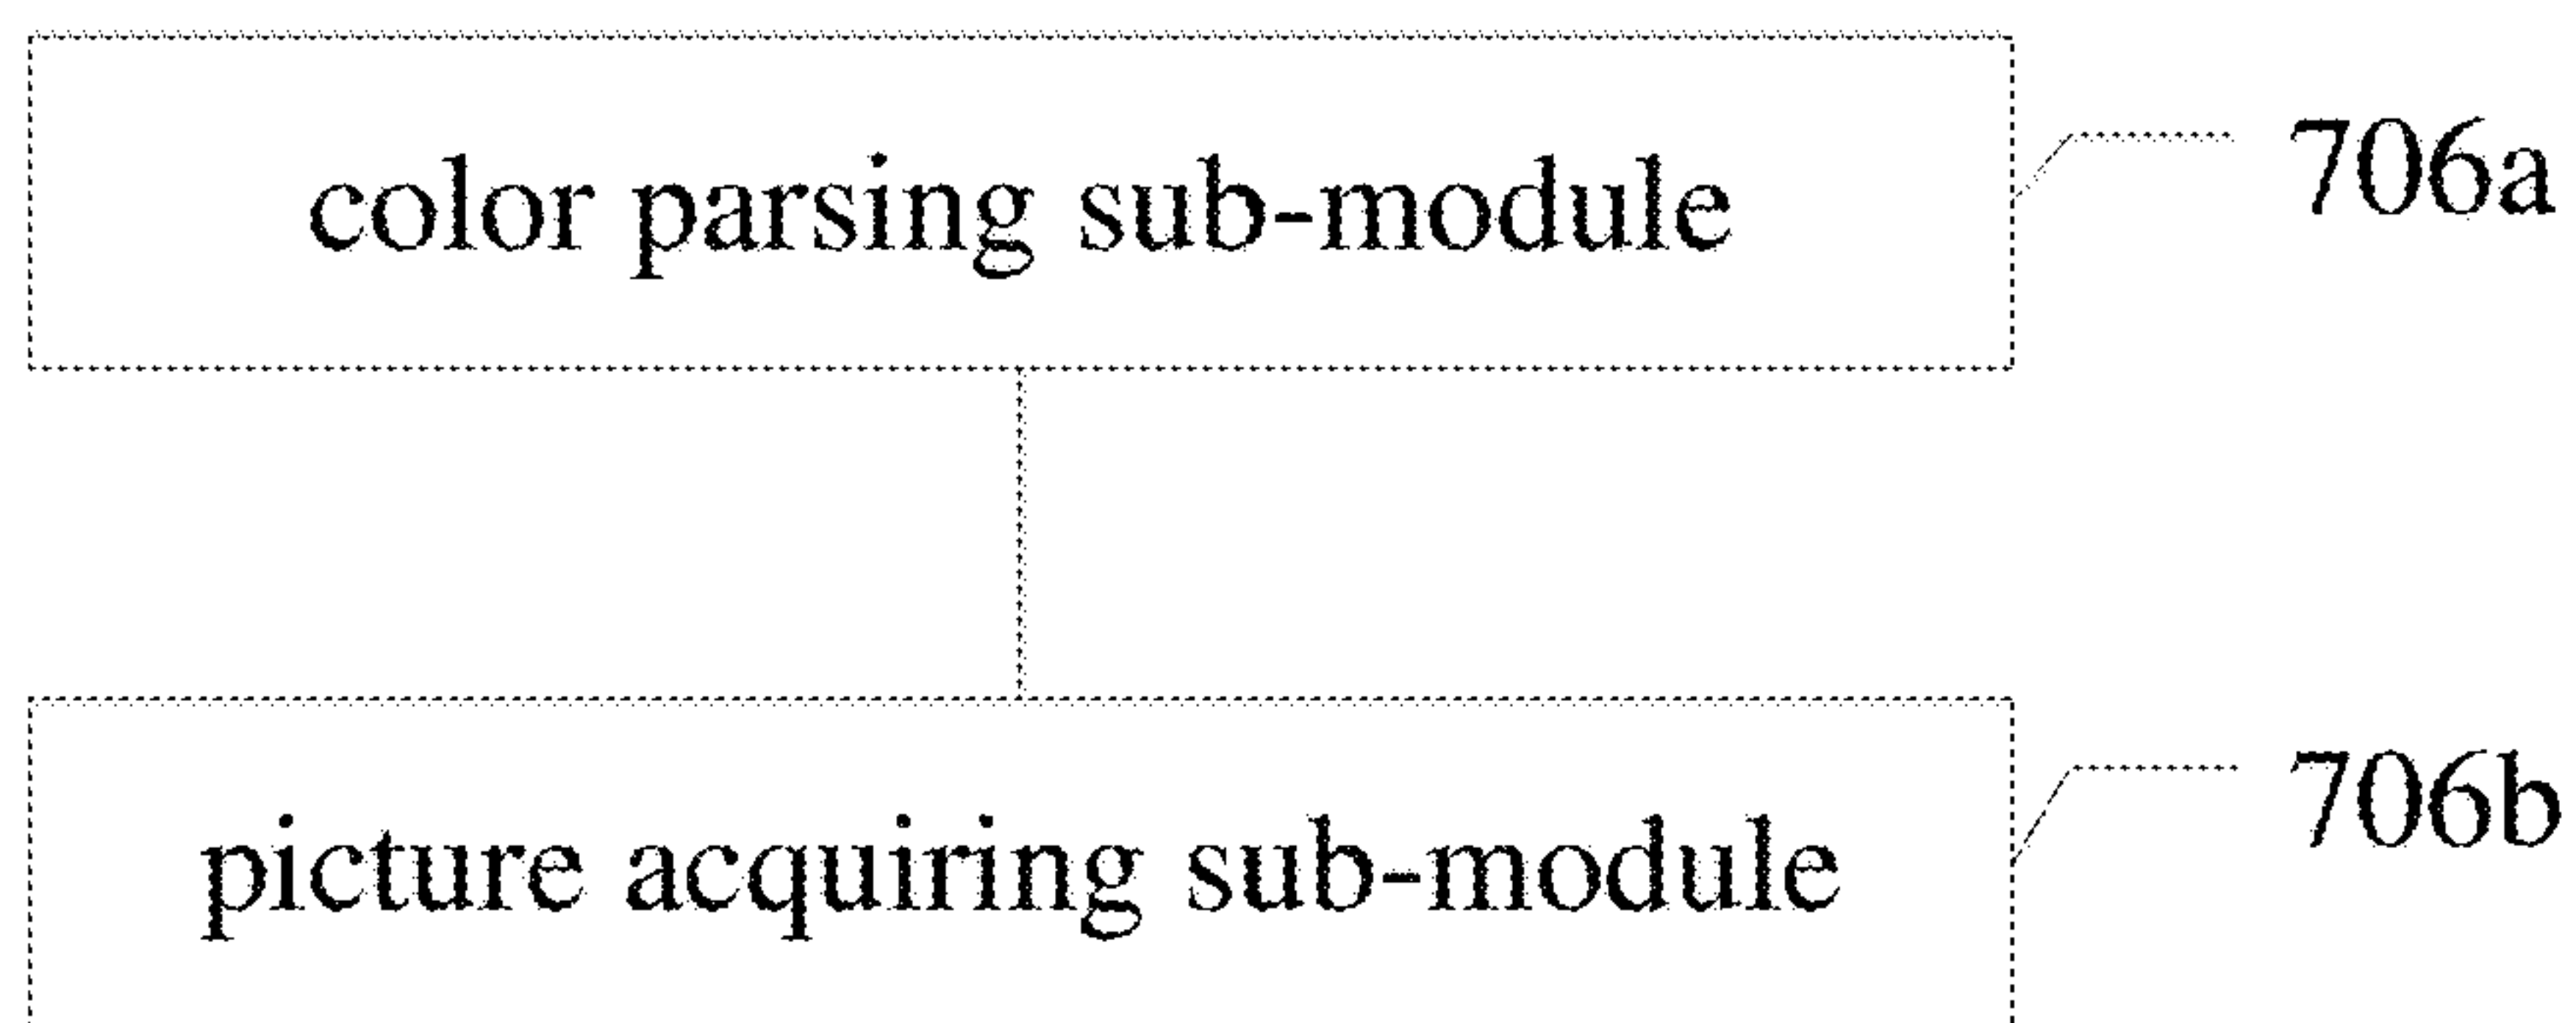 color parsing sub-module
706a
picture acquiring sub-module
706b